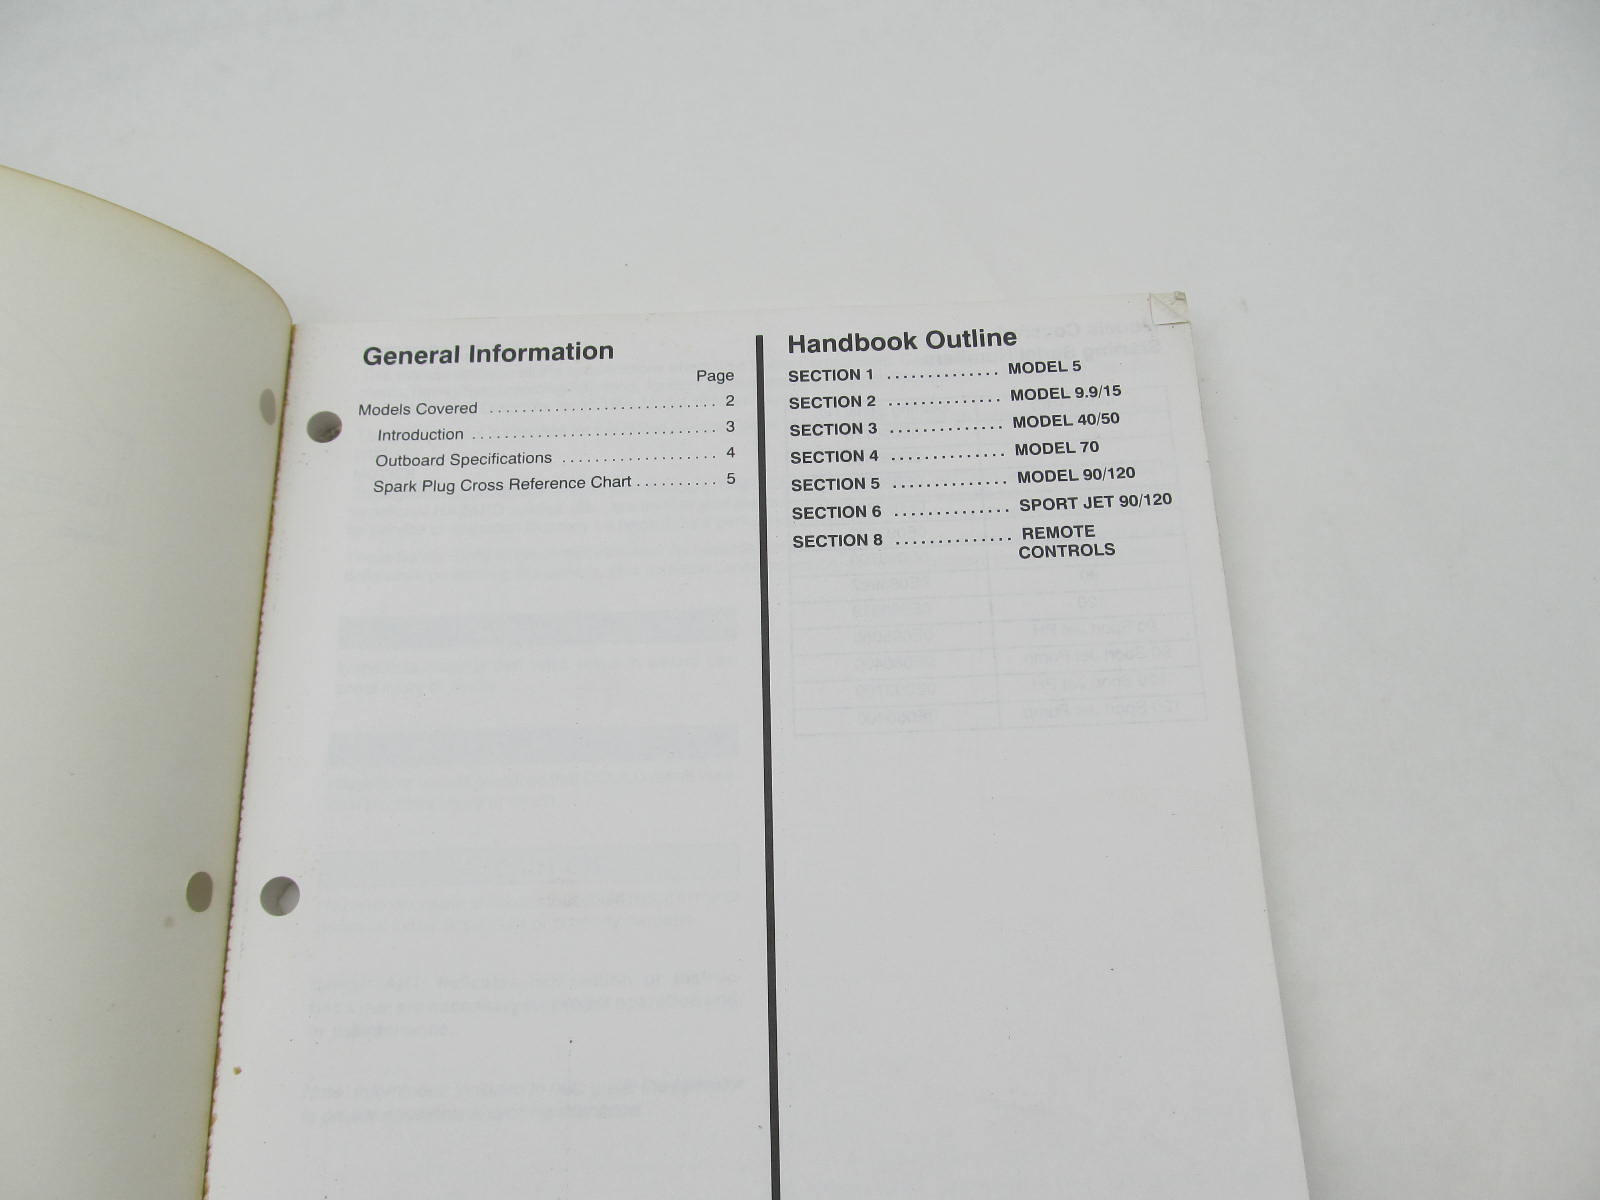 General Information
Page
Models Covered ............................ 2
Introduction .............................. 3
Outboard Specifications ................... 4
Spark Plug Cross Reference Chart .......... 5
Handbook Outline
SECTION 1 .............. MODEL 5
SECTION 2 .............. MODEL 9.9/15
SECTION 3 .............. MODEL 40/50
SECTION 4 .............. MODEL 70
SECTION 5 .............. MODEL 90/120
SECTION 6 .............. SPORT JET 90/120
SECTION 8 .............. REMOTE
CONTROLS